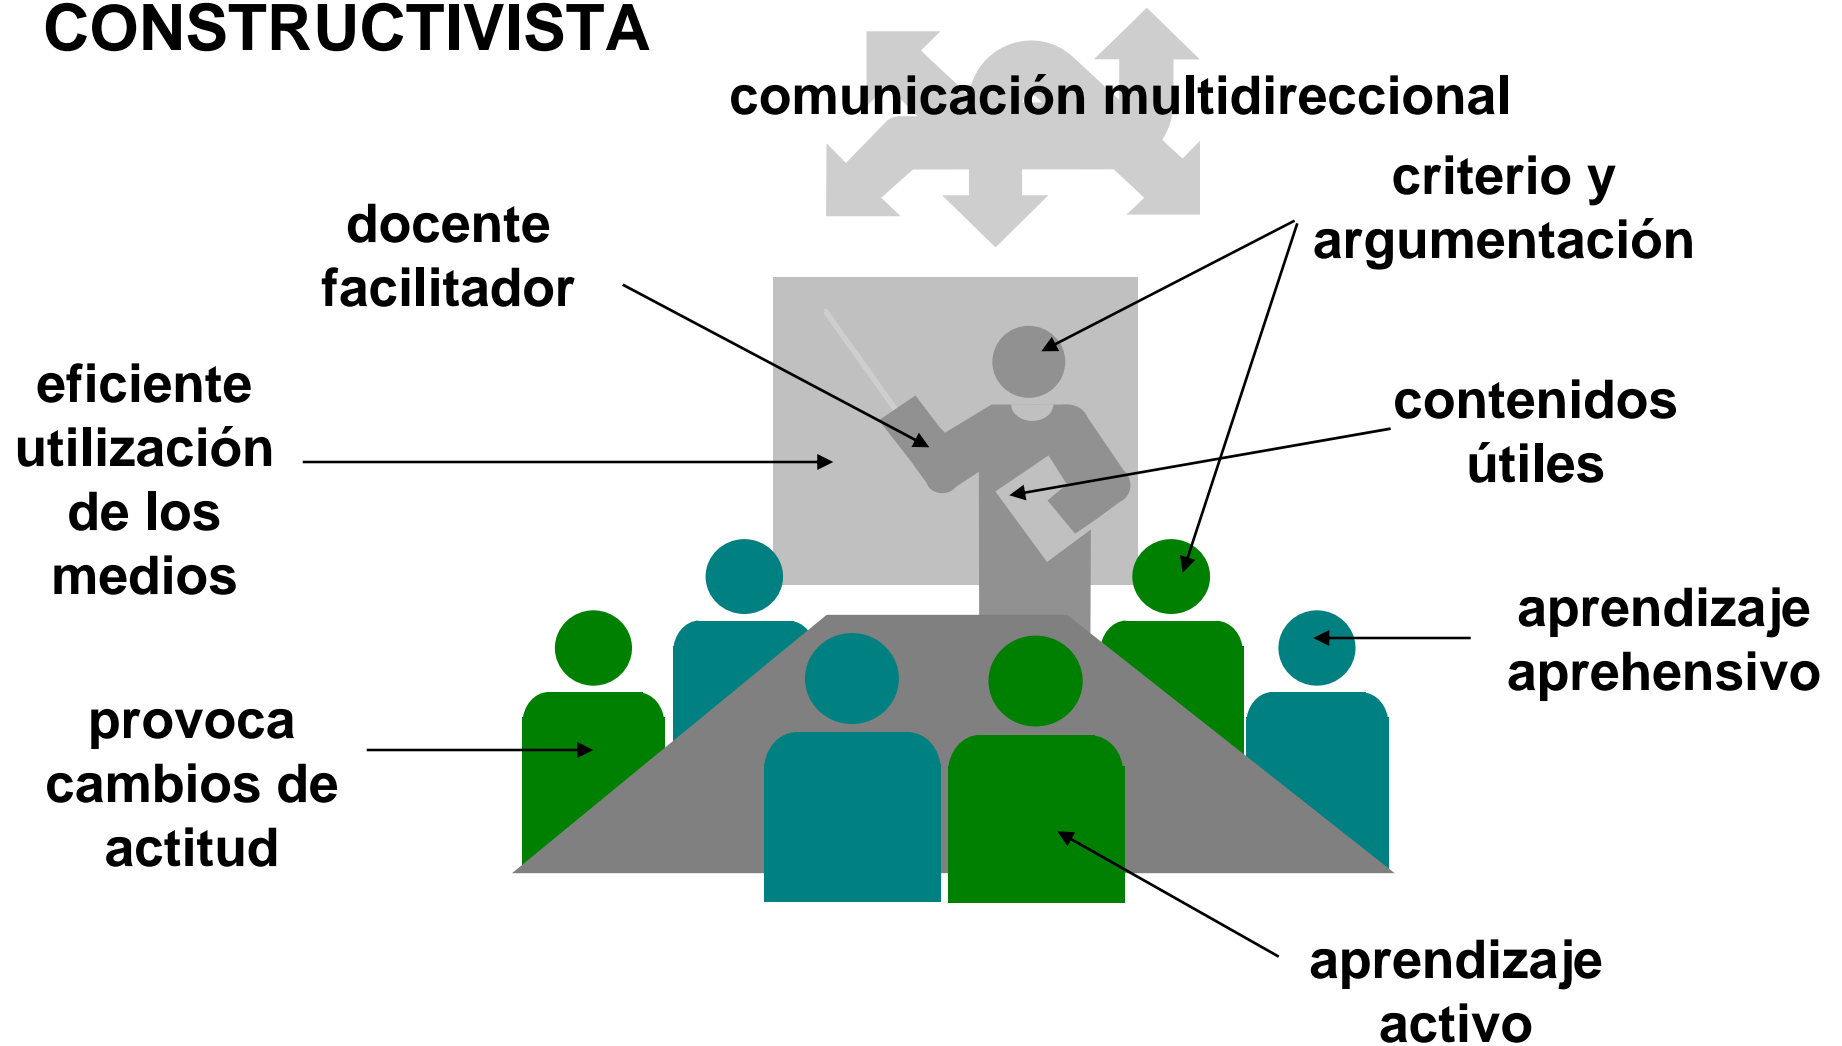 CONSTRUCTIVISTA
comunicación multidireccional
criterio y
argumentación
docente
facilitador
eficiente
utilización
de los
medios
contenidos
útiles
aprendizaje
aprehensivo
provoca
cambios de
actitud
aprendizaje
activo